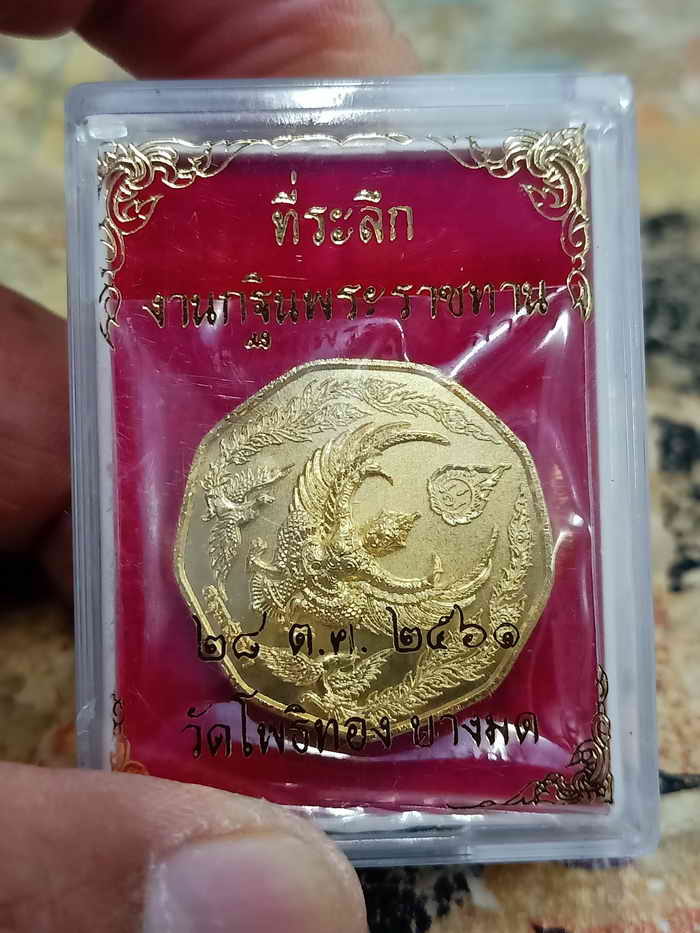 ที่ระลึก
งานกฐินพระราชทาน
๒๘ ต.ค. ๒๕๖๑
วัดโพธิทอง บางมด